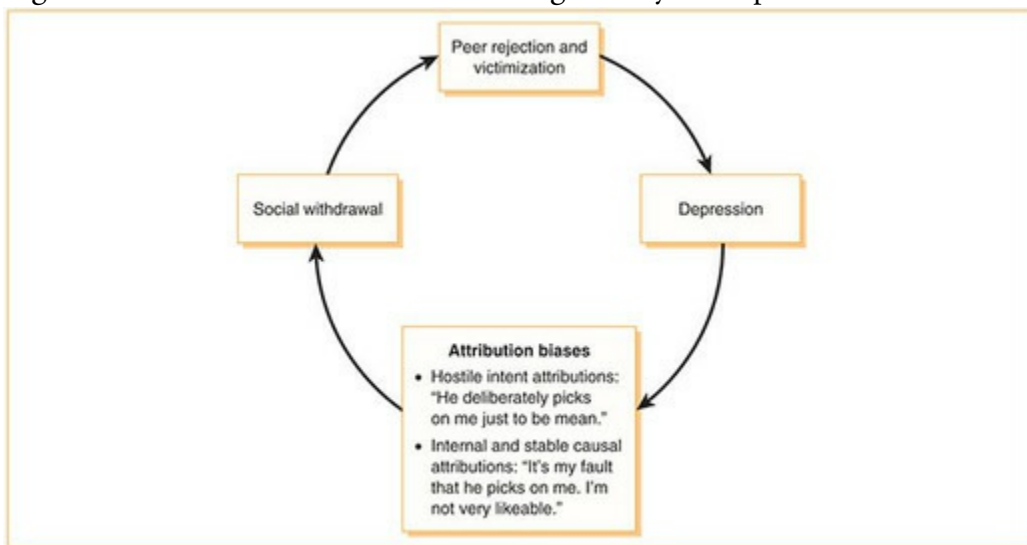 Peer rejection and
victimization
Social withdrawal
Depression
Attribution biases
• Hostile intent attributions:
“He deliberately picks
on me just to be mean.”
• Internal and stable causal
attributions: “It’s my fault
that he picks on me. I’m
not very likeable.”